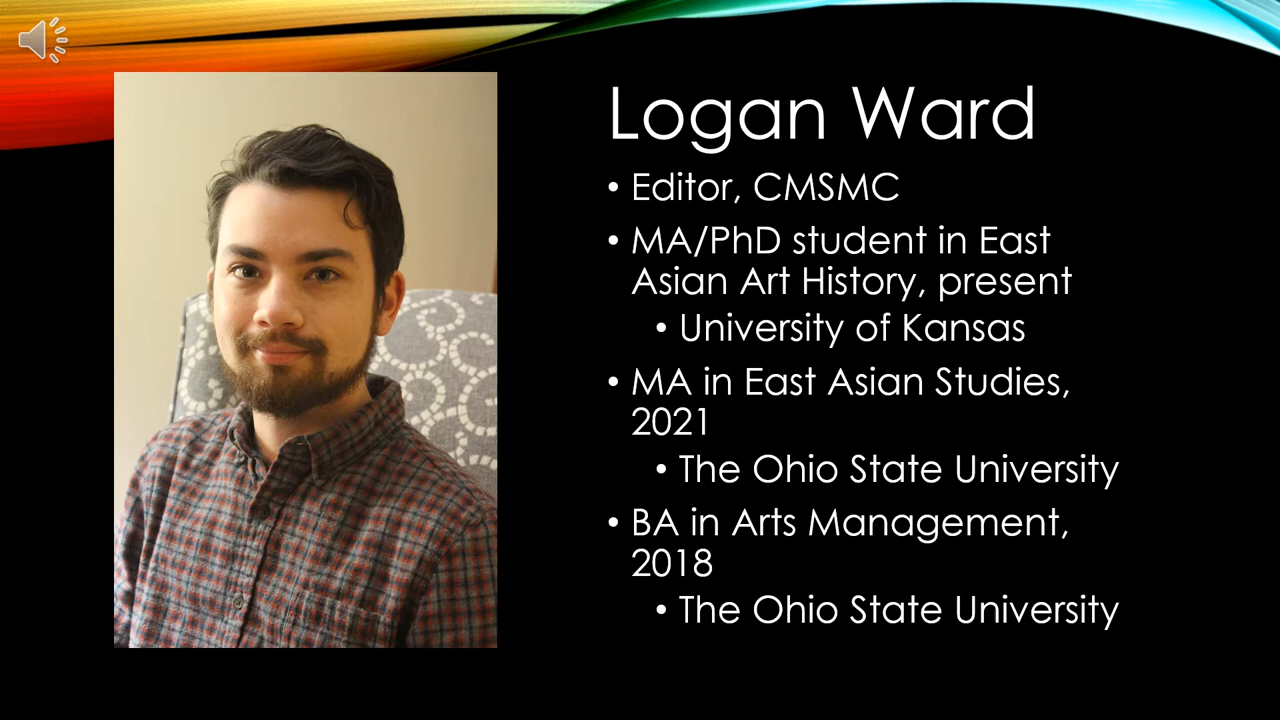 Logan Ward
• Editor, CMSMC
• MA/PhD student in East
Asian Art History, present
• University of Kansas
• MA in East Asian Studies,
2021
• The Ohio State University
• BA in Arts Management,
2018
• The Ohio State University